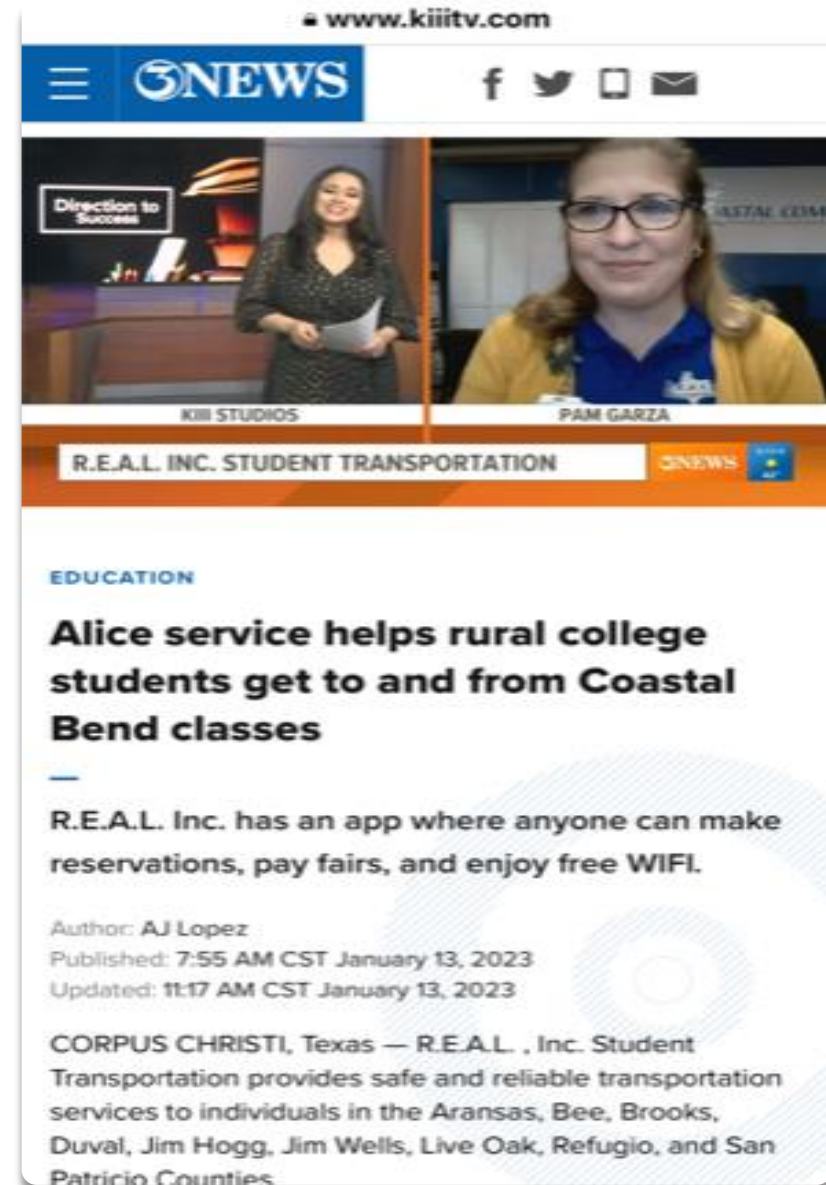 www.kiiitv.com
3NEWS
Direction to
Success
ASTAL COM
KIII STUDIOS
PAM GARZA
R.E.A.L. INC. STUDENT TRANSPORTATION
3NEWS
EDUCATION
Alice service helps rural college
students get to and from Coastal
Bend classes
R.E.A.L. Inc. has an app where anyone can make
reservations, pay fairs, and enjoy free WIFI.
Author: AJ Lopez
Published: 7:55 AM CST January 13, 2023
Updated: 11:17 AM CST January 13, 2023
CORPUS CHRISTI, Texas — R.E.A.L. , Inc. Student
Transportation provides safe and reliable transportation
services to individuals in the Aransas, Bee, Brooks,
Duval, Jim Hogg, Jim Wells, Live Oak, Refugio, and San
Patricio Counties.